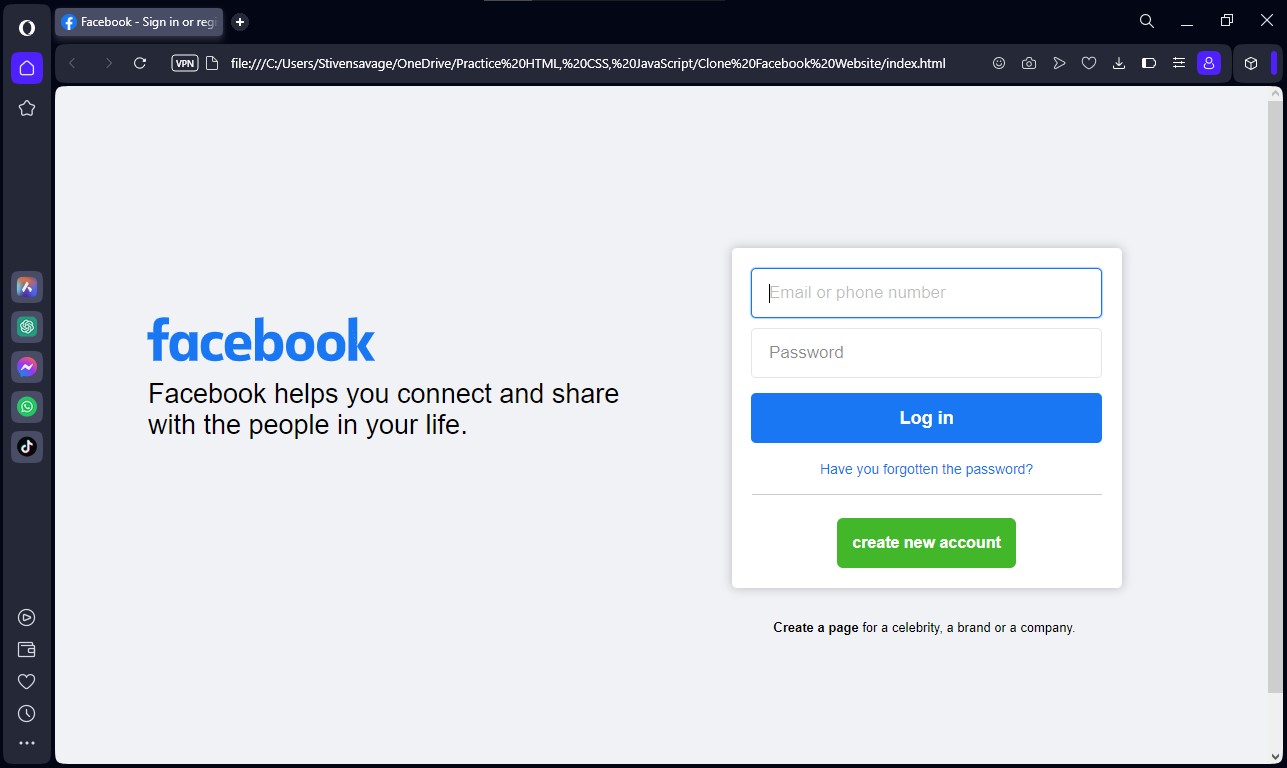 Facebook - Sign in or regi
VPN
file:///C:/Users/Stivensavage/OneDrive/Practice%20HTML,%20CSS,%20JavaScript/Clone%20Facebook%20Website/index.html
facebook
Facebook helps you connect and share
with the people in your life.
Email or phone number
Password
Log in
Have you forgotten the password?
create new account
Create a page for a celebrity, a brand or a company.